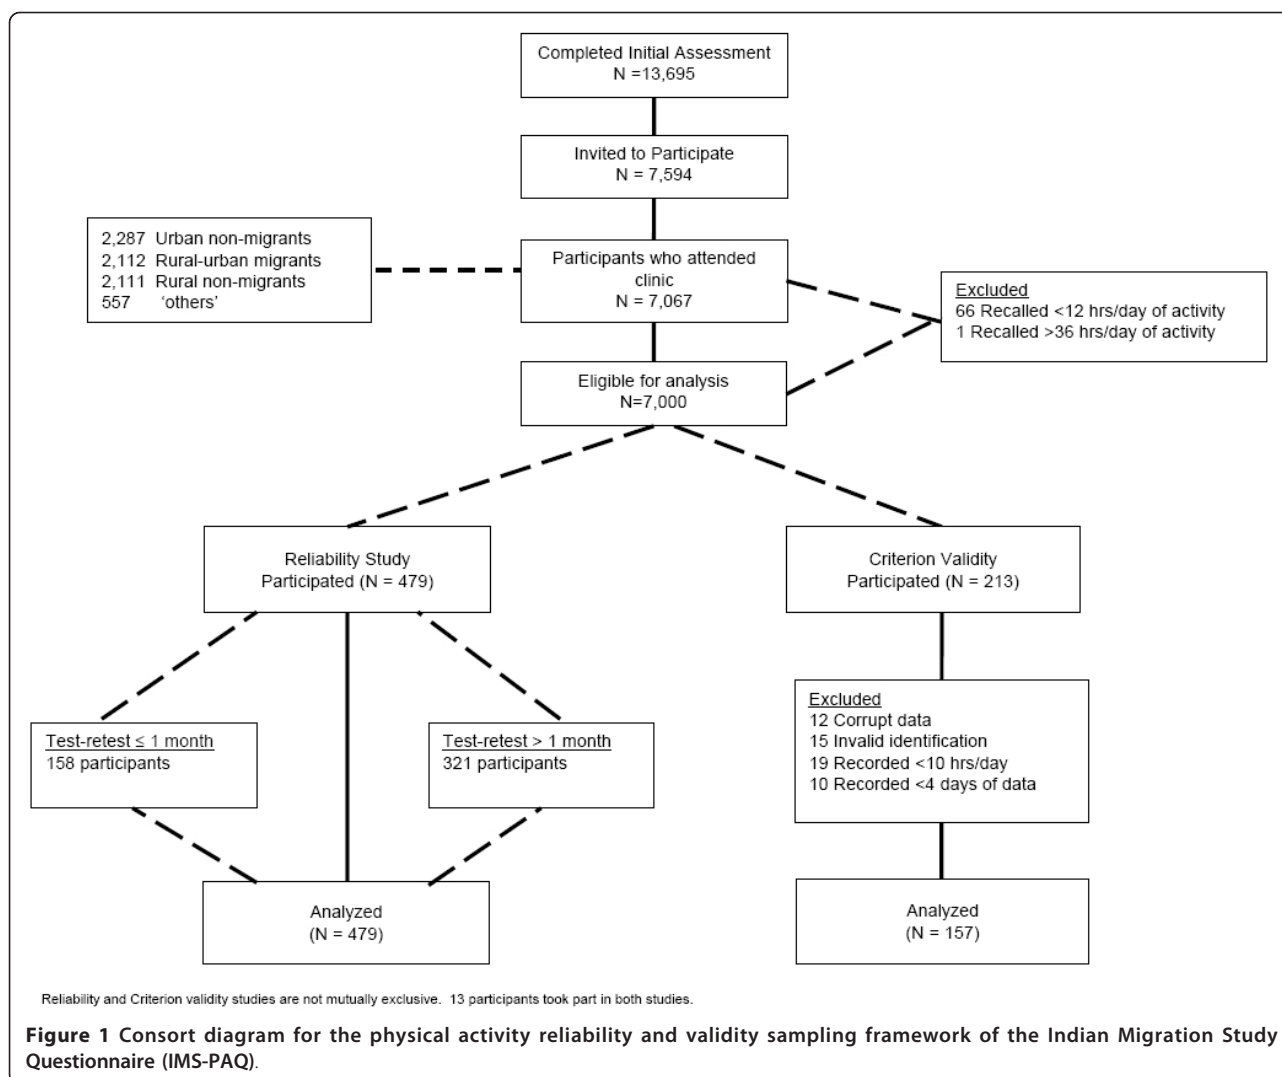 Completed Initial Assessment
N =13,695
Invited to Participate
N = 7,594
2,287 Urban non-migrants
2,112 Rural-urban migrants
2,111 Rural non-migrants
557 'others'
Participants who attended
clinic
N = 7,067
Excluded
66 Recalled <12 hrs/day of activity
1 Recalled >36 hrs/day of activity
Eligible for analysis
N=7,000
Reliability Study
Participated (N = 479)
Criterion Validity
Participated (N = 213)
Test-retest ≤ 1 month
158 participants
Test-retest > 1 month
321 participants
Excluded
12 Corrupt data
15 Invalid identification
19 Recorded <10 hrs/day
10 Recorded <4 days of data
Analyzed
(N = 479)
Analyzed
(N = 157)
Reliability and Criterion validity studies are not mutually exclusive. 13 participants took part in both studies.
Figure 1 Consort diagram for the physical activity reliability and validity sampling framework of the Indian Migration Study
Questionnaire (IMS-PAQ).